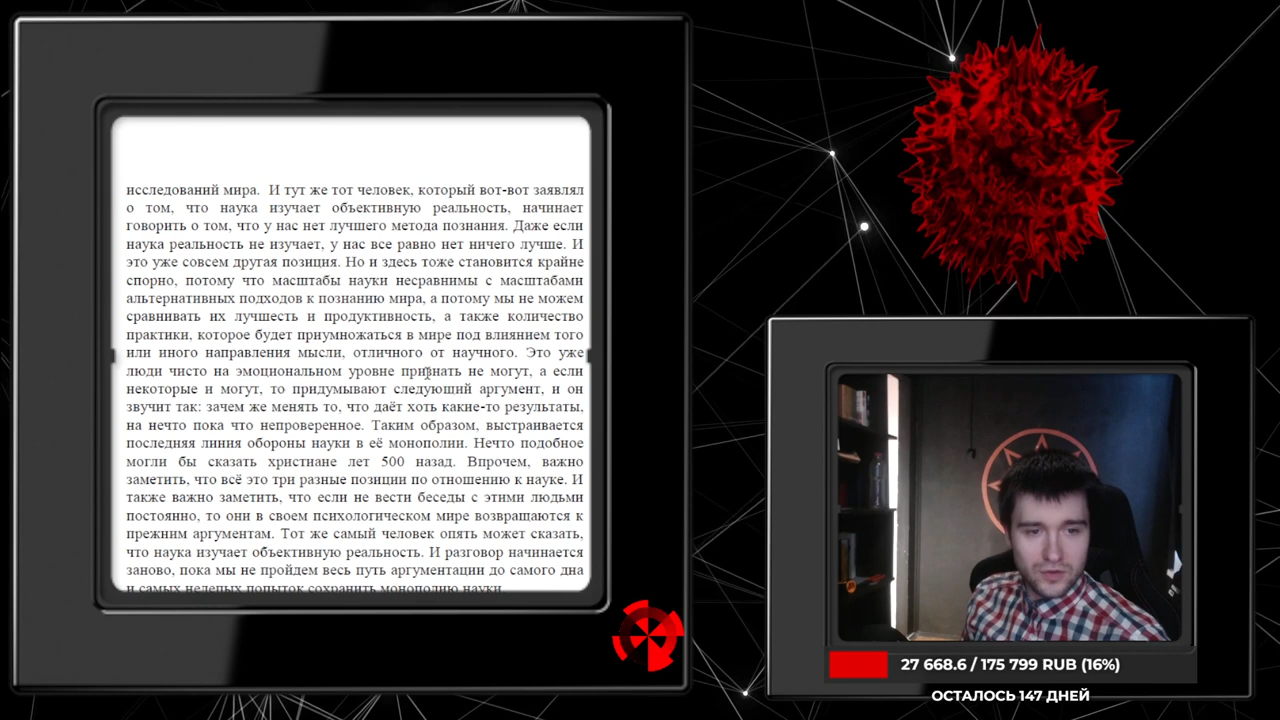 исследований мира. И тут же тот человек, который вот-вот заявлял
о том, что наука изучает объективную реальность, начинает
говорить о том, что у нас нет лучшего метода познания. Даже если
наука реальность не изучает, у нас все равно нет ничего лучше. И
это уже совсем другая позиция. Но и здесь тоже становится крайне
спорно, потому что масштабы науки несравнимы с масштабами
альтернативных подходов к познанию мира, а потому мы не можем
сравнивать их лучшесть и продуктивность, а также количество
практики, которое будет приумножаться в мире под влиянием того
или иного направления мысли, отличного от научного. Это уже
люди чисто на эмоциональном уровне признать не могут, а если
некоторые и могут, то придумывают следующий аргумент, и он
звучит так: зачем же менять то, что даёт хоть какие-то результаты,
на нечто пока что непроверенное. Таким образом, выстраивается
последняя линия обороны науки в её монополии. Нечто подобное
могли бы сказать христиане лет 500 назад. Впрочем, важно
заметить, что всё это три разные позиции по отношению к науке. И
также важно заметить, что если не вести беседы с этими людьми
постоянно, то они в своем психологическом мире возвращаются к
прежним аргументам. Тот же самый человек опять может сказать,
что наука изучает объективную реальность. И разговор начинается
заново, пока мы не пройдем весь путь аргументации до самого дна
и самых нелепых попыток сохранить монополию науки
27 668.6 / 175 799 RUB (16%)
ОСТАЛОСЬ 147 ДНЕЙ